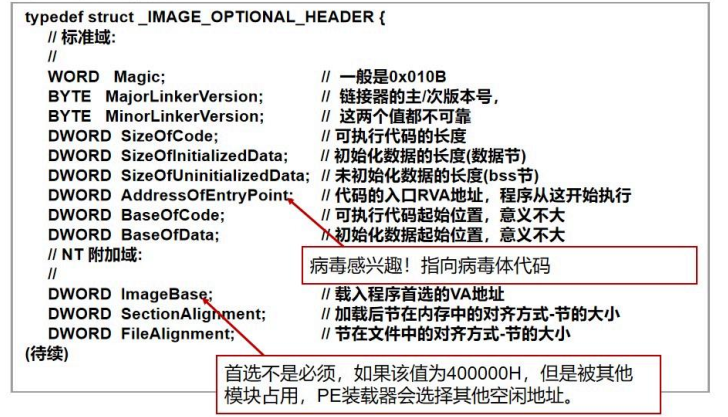 typedef struct _IMAGE_OPTIONAL_HEADER {
// 标准域:
//
WORD Magic; // 一般是0x010B
BYTE MajorLinkerVersion; // 链接器的主/次版本号,
BYTE MinorLinkerVersion; // 这两个值都不可靠
DWORD SizeOfCode; // 可执行代码的长度
DWORD SizeOfInitializedData; // 初始化数据的长度(数据节)
DWORD SizeOfUninitializedData; // 未初始化数据的长度(bss节)
DWORD AddressOfEntryPoint; // 代码的入口RVA地址，程序从这开始执行
DWORD BaseOfCode; // 可执行代码起始位置，意义不大
DWORD BaseOfData; // 初始化数据起始位置，意义不大
// NT 附加域:
病毒感兴趣！指向病毒体代码
//
DWORD ImageBase; // 载入程序首选的VA地址
DWORD SectionAlignment; // 加载后节在内存中的对齐方式-节的大小
DWORD FileAlignment; // 节在文件中的对齐方式-节的大小
(待续)
首选不是必须，如果该值为400000H，但是被其他
模块占用，PE装载器会选择其他空闲地址。